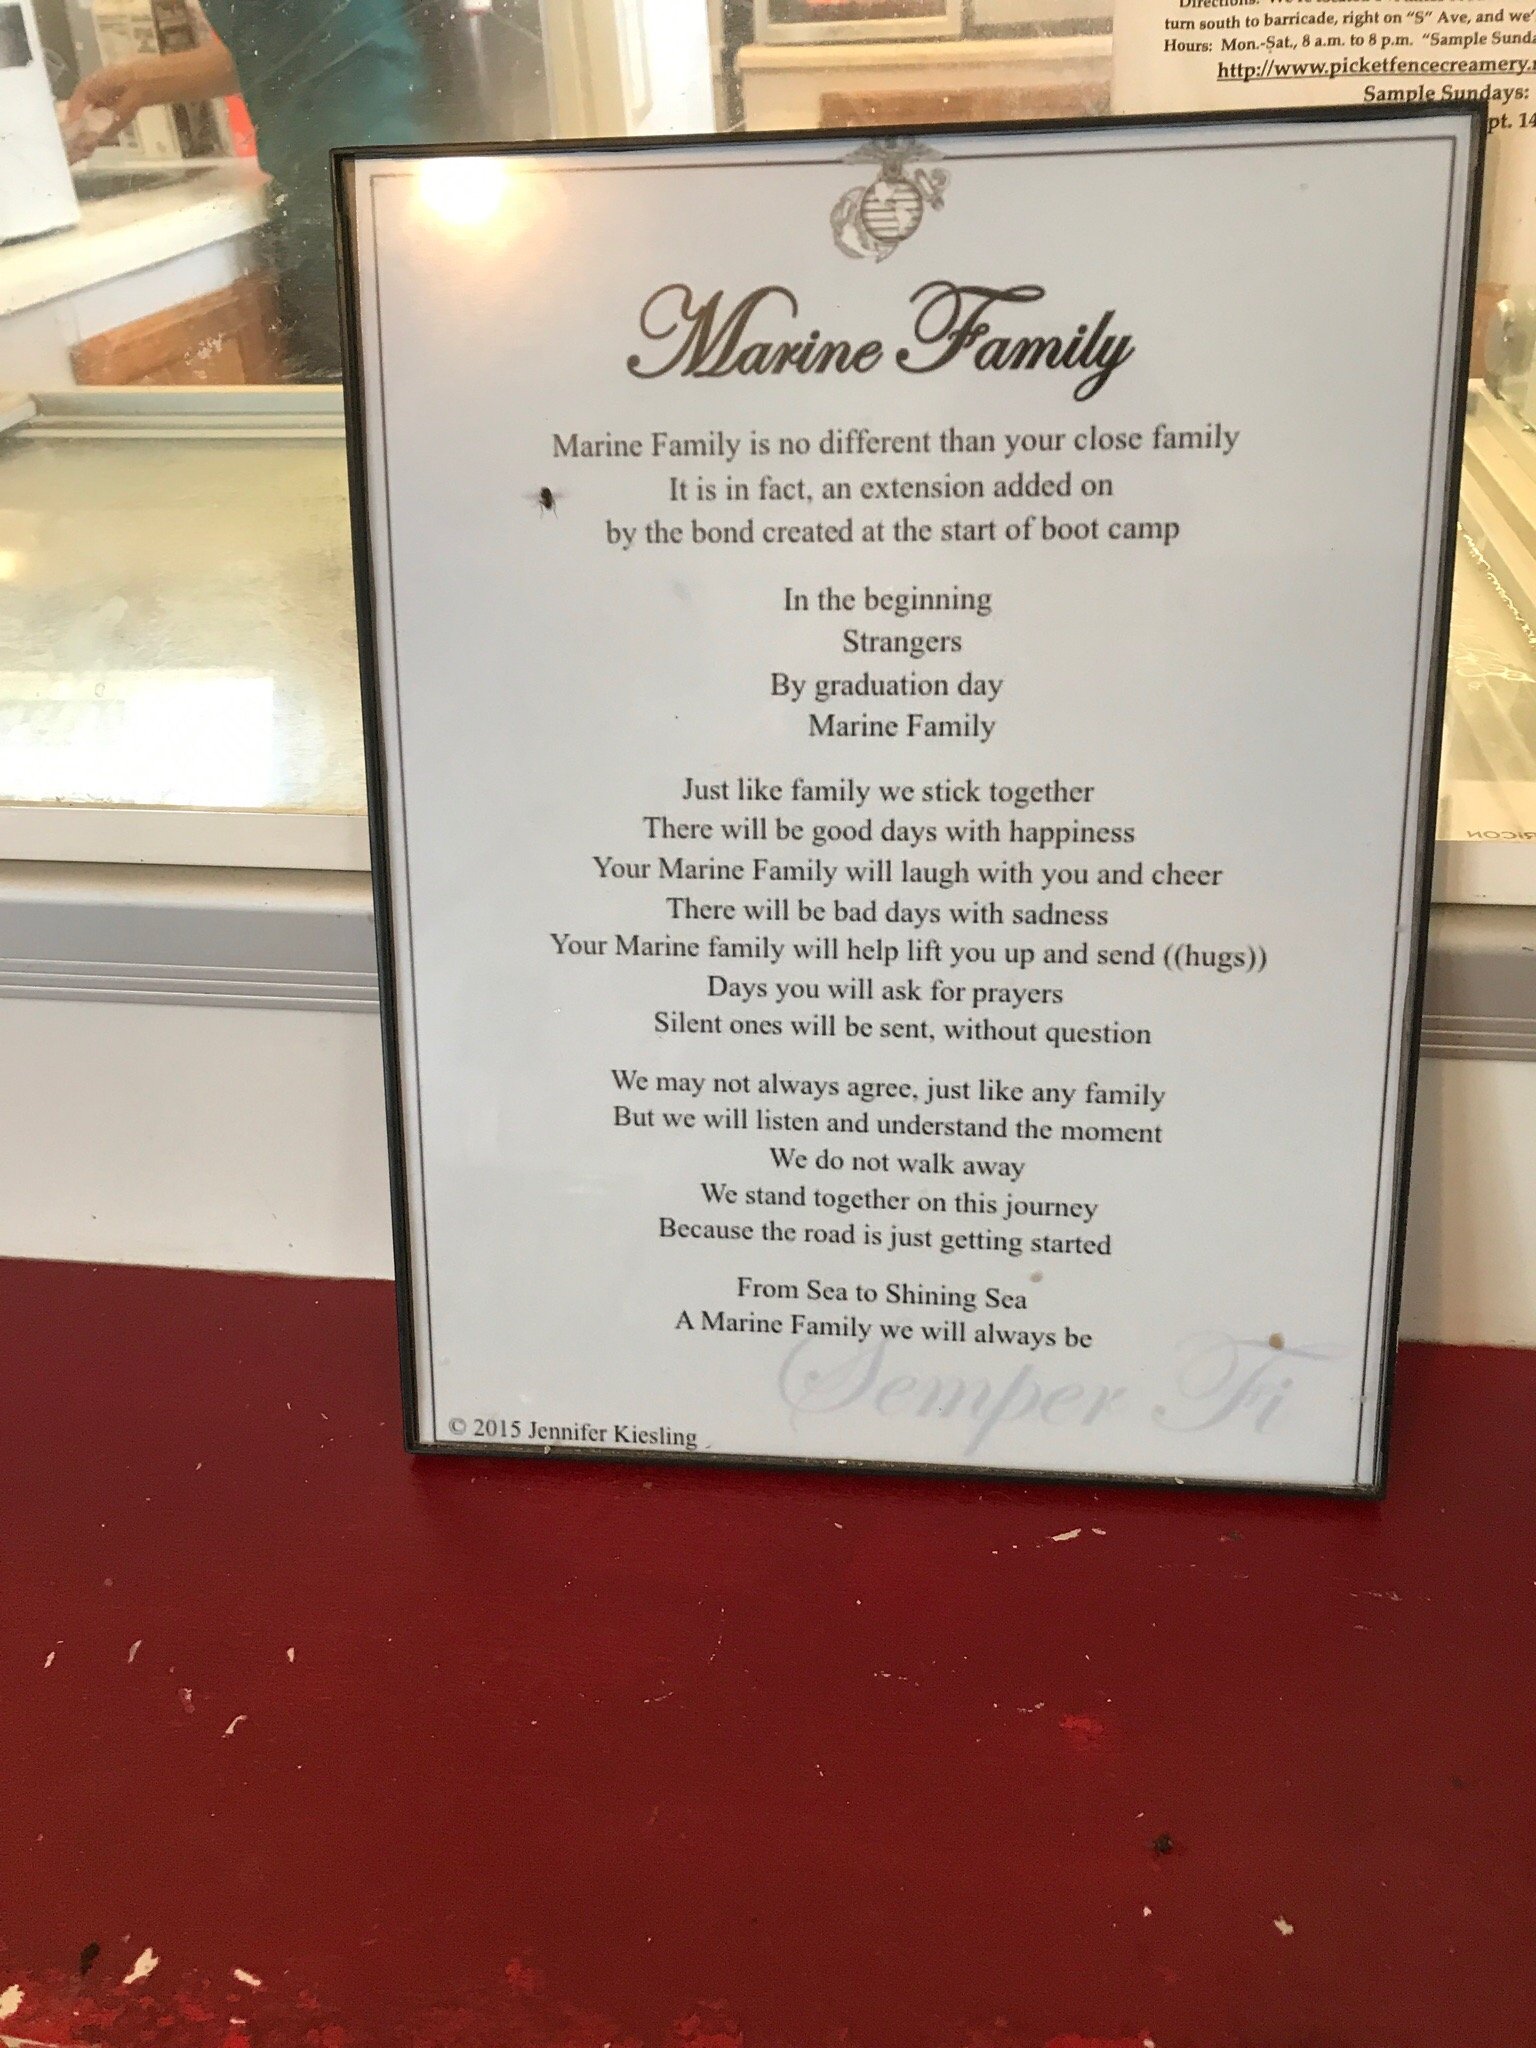 turn south to barricade, right on "S" Ave, and we'
Hours: Mon.-Sat., 8 a.m. to 8 p.m. "Sample Sunda
http://www.picketfencecreamery.
Sample Sundays:
pt. 14
Marine Family
Marine Family is no different than your close family
It is in fact, an extension added on
by the bond created at the start of boot camp
In the beginning
Strangers
By graduation day
Marine Family
Just like family we stick together
There will be good days with happiness
Your Marine Family will laugh with you and cheer
There will be bad days with sadness
Your Marine family will help lift you up and send ((hugs))
Days you will ask for prayers
Silent ones will be sent, without question
We may not always agree, just like any family
But we will listen and understand the moment
We do not walk away
We stand together on this journey
Because the road is just getting started
From Sea to Shining Sea
A Marine Family we will always be
Semper Fi
© 2015 Jennifer Kiesling